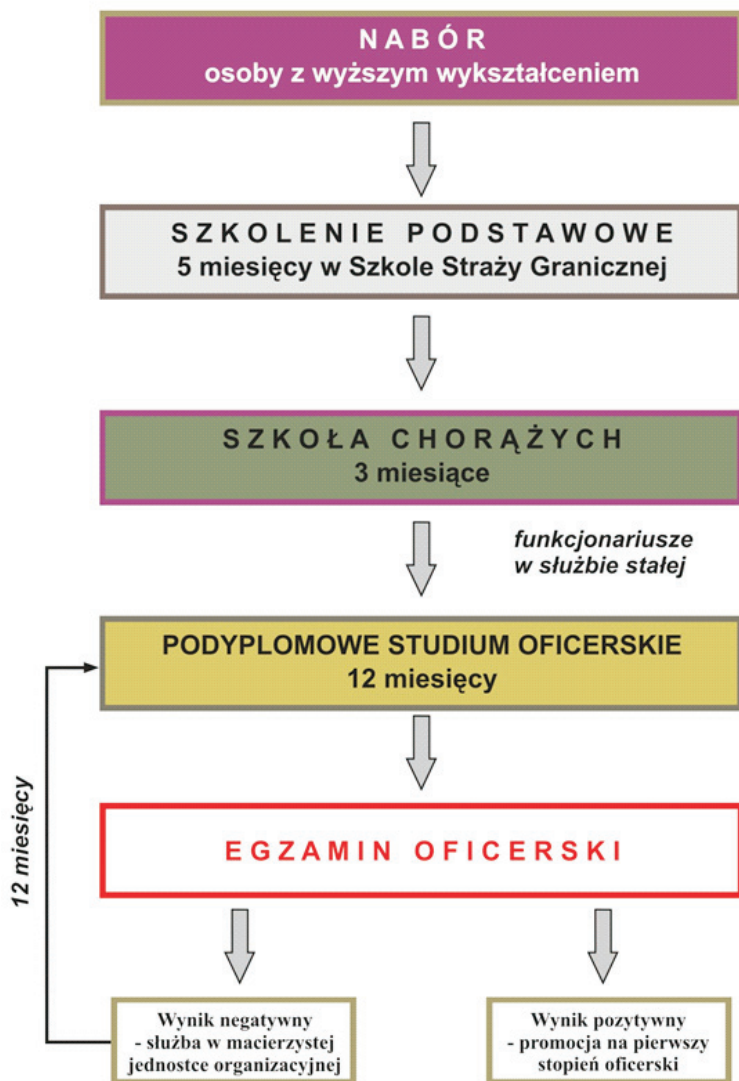 NABÓR
osoby z wyższym wykształceniem
SZKOLENIE PODSTAWOWE
5 miesięcy w Szkole Straży Granicznej
SZKOŁA CHORĄŻYCH
3 miesiące
funkcjonariusze
w służbie stałej
PODYPLOMOWE STUDIUM OFICERSKIE
12 miesięcy
12 miesięcy
EGZAMIN OFICERSKI
Wynik negatywny
- służba w macierzystej
jednostce organizacyjnej
Wynik pozytywny
- promocja na pierwszy
stopień oficerski